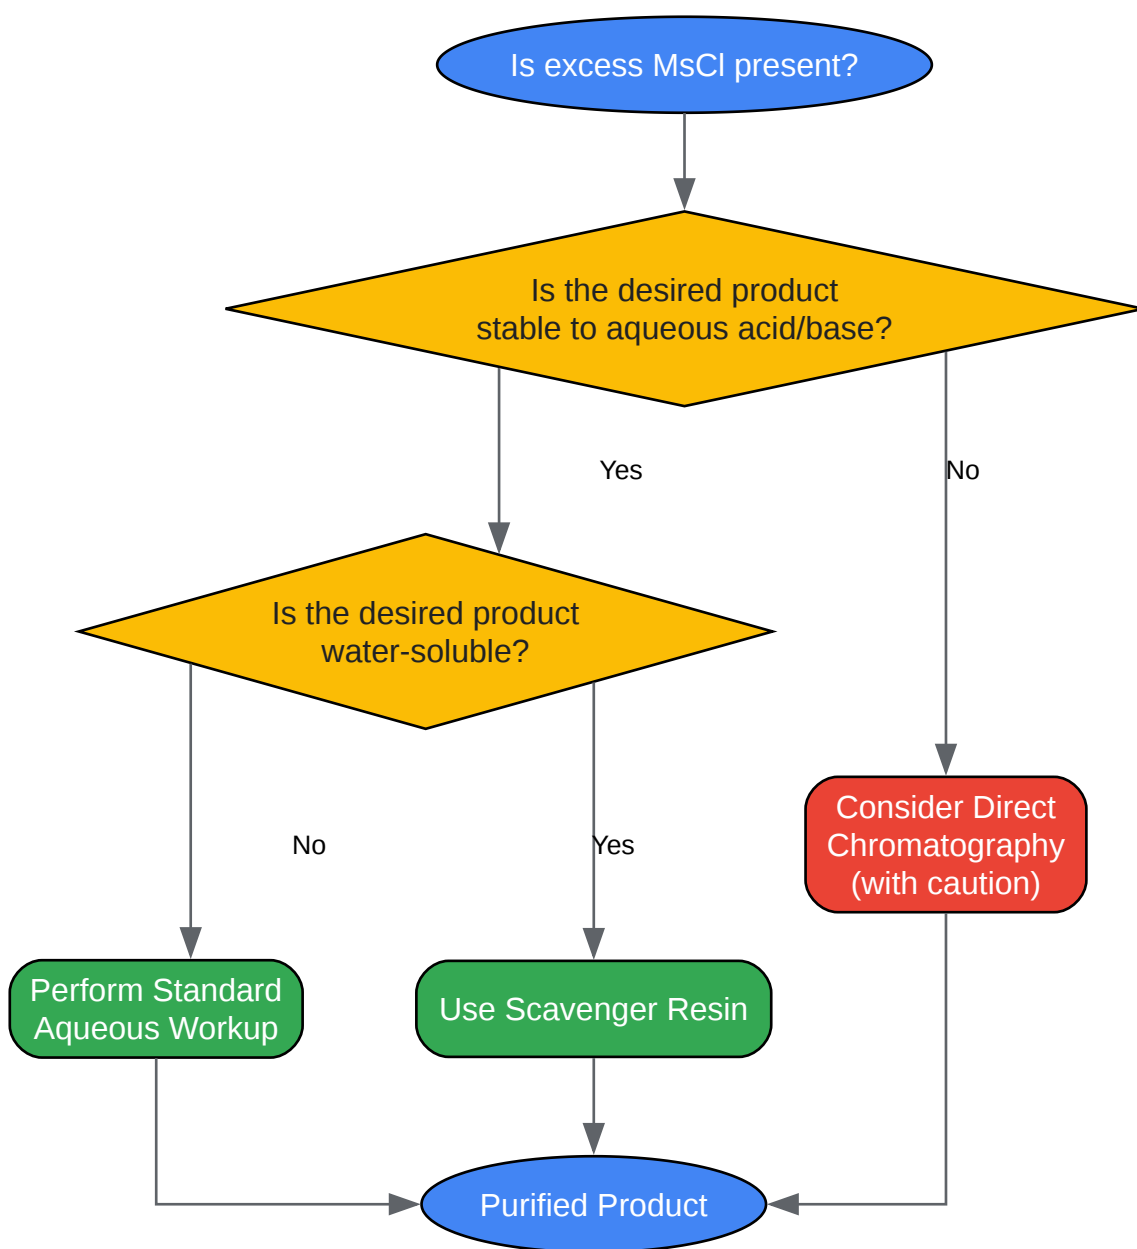 Is excess MsCl present?
Is the desired product
stable to aqueous acid/base?
Yes
No
Is the desired product
water-soluble?
No
Yes
Consider Direct
Chromatography
(with caution)
Perform Standard
Aqueous Workup
Use Scavenger Resin
Purified Product